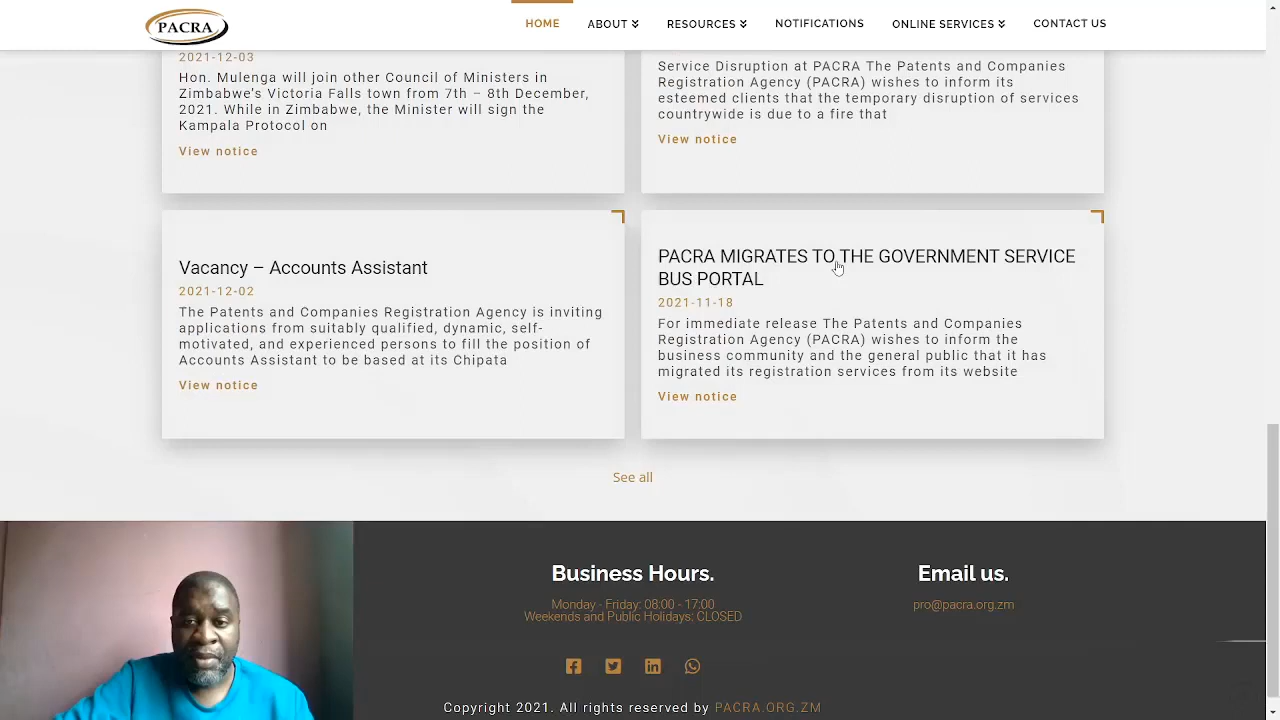 PACRA
HOME
ABOUT
RESOURCES
NOTIFICATIONS
ONLINE SERVICES
CONTACT US
2021-12-03
Hon. Mulenga will join other Council of Ministers in
Zimbabwe's Victoria Falls town from 7th – 8th December,
2021. While in Zimbabwe, the Minister will sign the
Kampala Protocol on
View notice
Service Disruption at PACRA The Patents and Companies
Registration Agency (PACRA) wishes to inform its
esteemed clients that the temporary disruption of services
countrywide is due to a fire that
View notice
Vacancy – Accounts Assistant
2021-12-02
The Patents and Companies Registration Agency is inviting
applications from suitably qualified, dynamic, self-
motivated, and experienced persons to fill the position of
Accounts Assistant to be based at its Chipata
View notice
PACRA MIGRATES TO THE GOVERNMENT SERVICE
BUS PORTAL
2021-11-18
For immediate release The Patents and Companies
Registration Agency (PACRA) wishes to inform the
business community and the general public that it has
migrated its registration services from its website
View notice
See all
Business Hours.
Monday - Friday: 08:00 - 17:00
Weekends and Public Holidays: CLOSED
Email us.
pro@pacra.org.zm
Copyright 2021. All rights reserved by PACRA.ORG.ZM